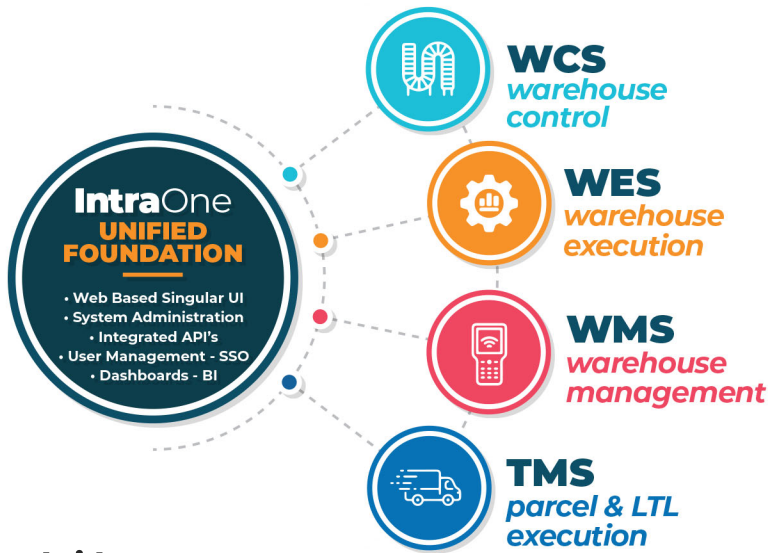 IntraOne
UNIFIED
FOUNDATION
• Web Based Singular UI
• System Administration
• Integrated API's
• User Management - SSO
• Dashboards - BI
WCS
warehouse
control
WES
warehouse
execution
WMS
warehouse
management
TMS
parcel & LTL
execution